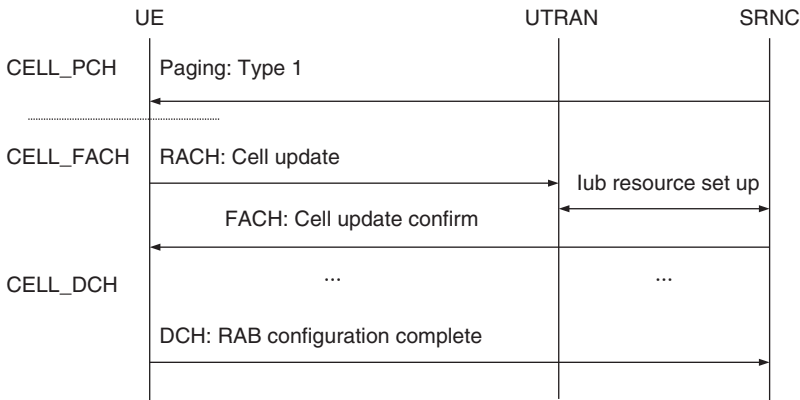 UE UTRAN SRNC
CELL_PCH Paging: Type 1
CELL_FACH RACH: Cell update
Iub resource set up
FACH: Cell update confirm
... ...
CELL_DCH
DCH: RAB configuration complete